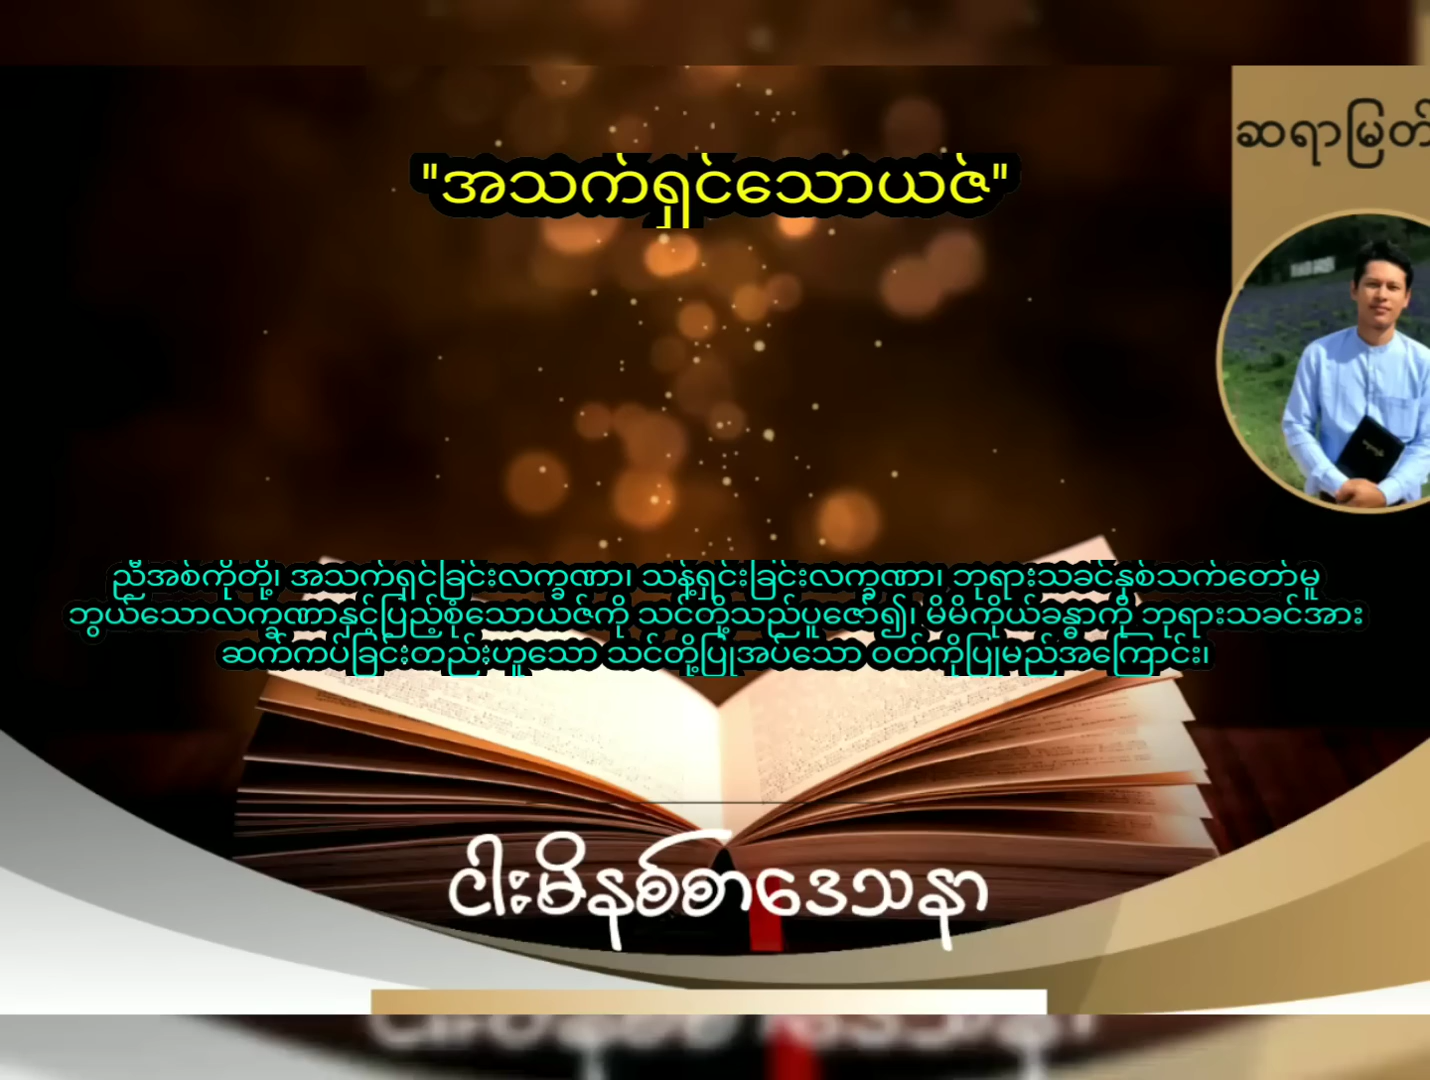 ဆရာမြတ်
"အသက်ရှင်သောယဇ်"
ညီအစ်ကိုတို့၊ အသက်ရှင်ခြင်းလက္ခဏာ၊ သန့်ရှင်းခြင်းလက္ခဏာ၊ ဘုရားသခင်နှစ်သက်တော်မူ
ဘွယ်သောလက္ခဏာနှင့်ပြည့်စုံသောယဇ်ကို သင်တို့သည်ပူဇော်၍၊ မိမိကိုယ်ခန္ဓာကို ဘုရားသခင်အား
ဆက်ကပ်ခြင်းတည်းဟူသော သင်တို့ပြုအပ်သော ဝတ်ကိုပြုမည်အကြောင်း၊
ငါးမိနစ်စာဒေသနာ